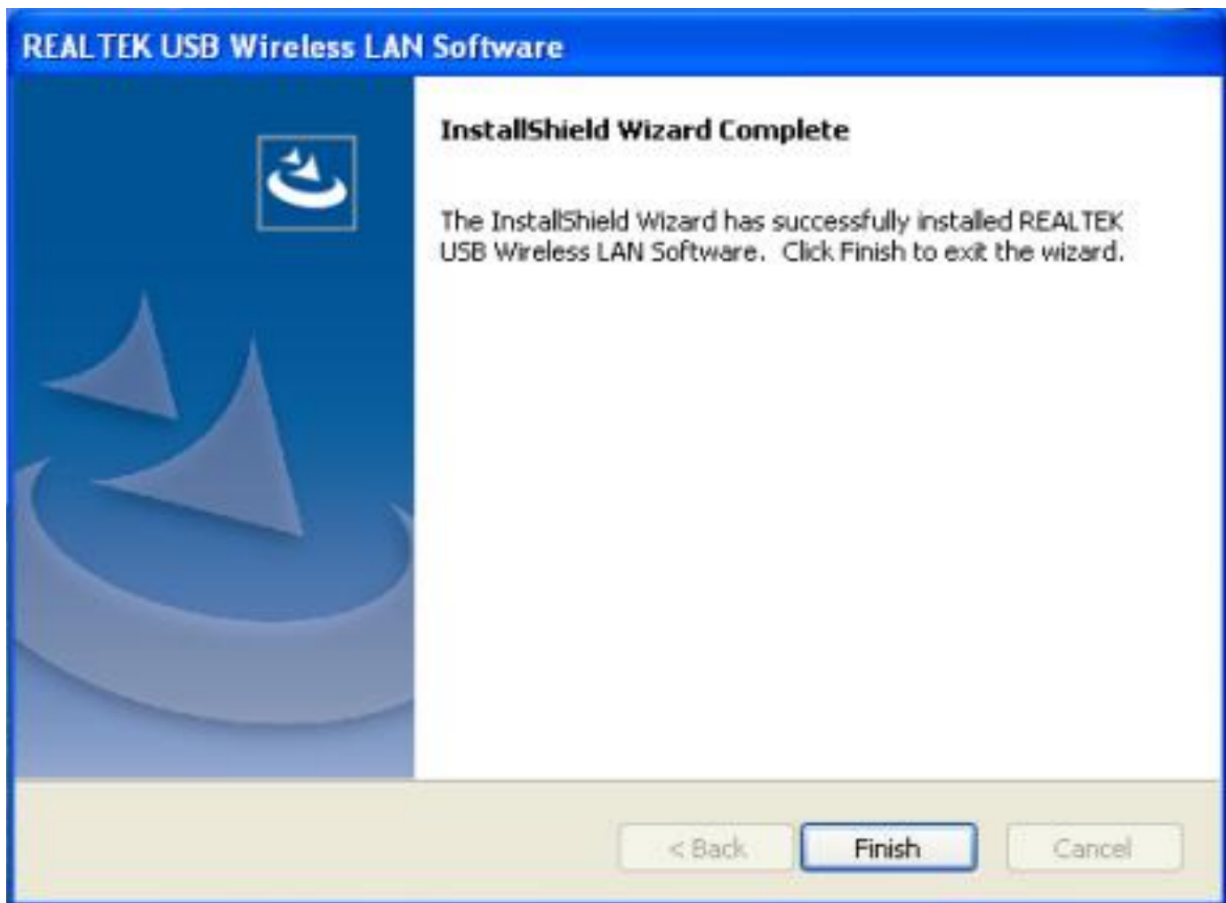 REALTEK USB Wireless LAN Software
InstallShield Wizard Complete
The InstallShield Wizard has successfully installed REALTEK
USB Wireless LAN Software. Click Finish to exit the wizard.
< Back
Finish
Cancel